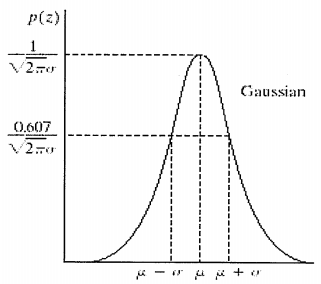 p(z)
1
√2πσ
Gaussian
0.607
√2πσ
μ − σ μ μ + σ